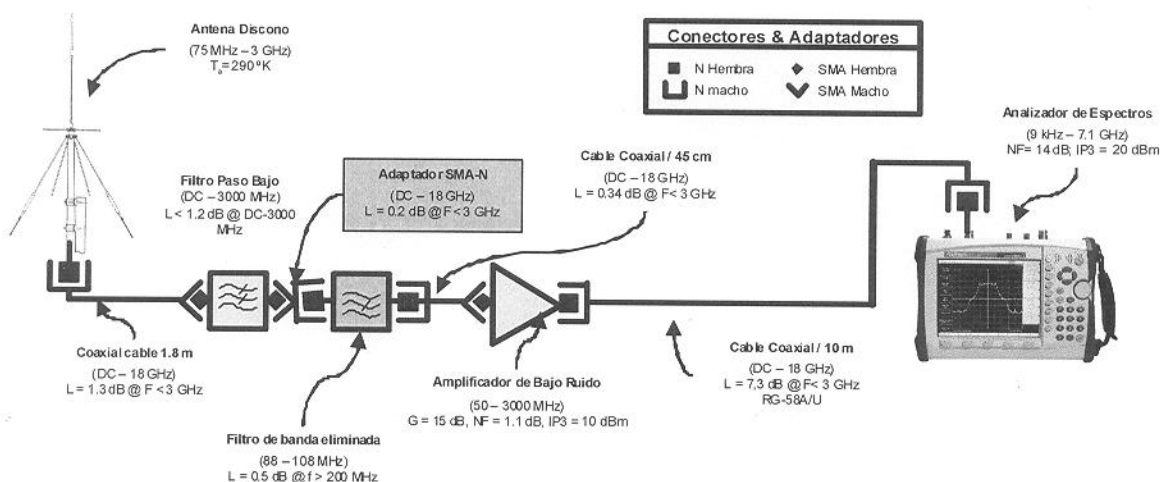 Antena Discono
(75 MHz – 3 GHz)
Ta=290ºK
Conectores & Adaptadores
N Hembra
SMA Hembra
N macho
SMA Macho
Analizador de Espectros
(9 kHz – 7.1 GHz)
NF= 14 dB; IP3 = 20 dBm
Cable Coaxial / 45 cm
(DC – 18 GHz)
L = 0.34 dB @ F< 3 GHz
Filtro Paso Bajo
(DC – 3000 MHz)
L < 1.2 dB @ DC-3000
MHz
Adaptador SMA-N
(DC – 18 GHz)
L = 0.2 dB @ F< 3 GHz
Coaxial cable 1.8 m
(DC – 18 GHz)
L = 1.3 dB @ F <3 GHz
Filtro de banda eliminada
(88 – 108 MHz)
L = 0.5 dB @ f > 200 MHz
Amplificador de Bajo Ruido
(50 – 3000 MHz)
G = 15 dB, NF = 1.1 dB, IP3 = 10 dBm
Cable Coaxial / 10 m
(DC – 18 GHz)
L = 7,3 dB @ F< 3 GHz
RG-58A/U